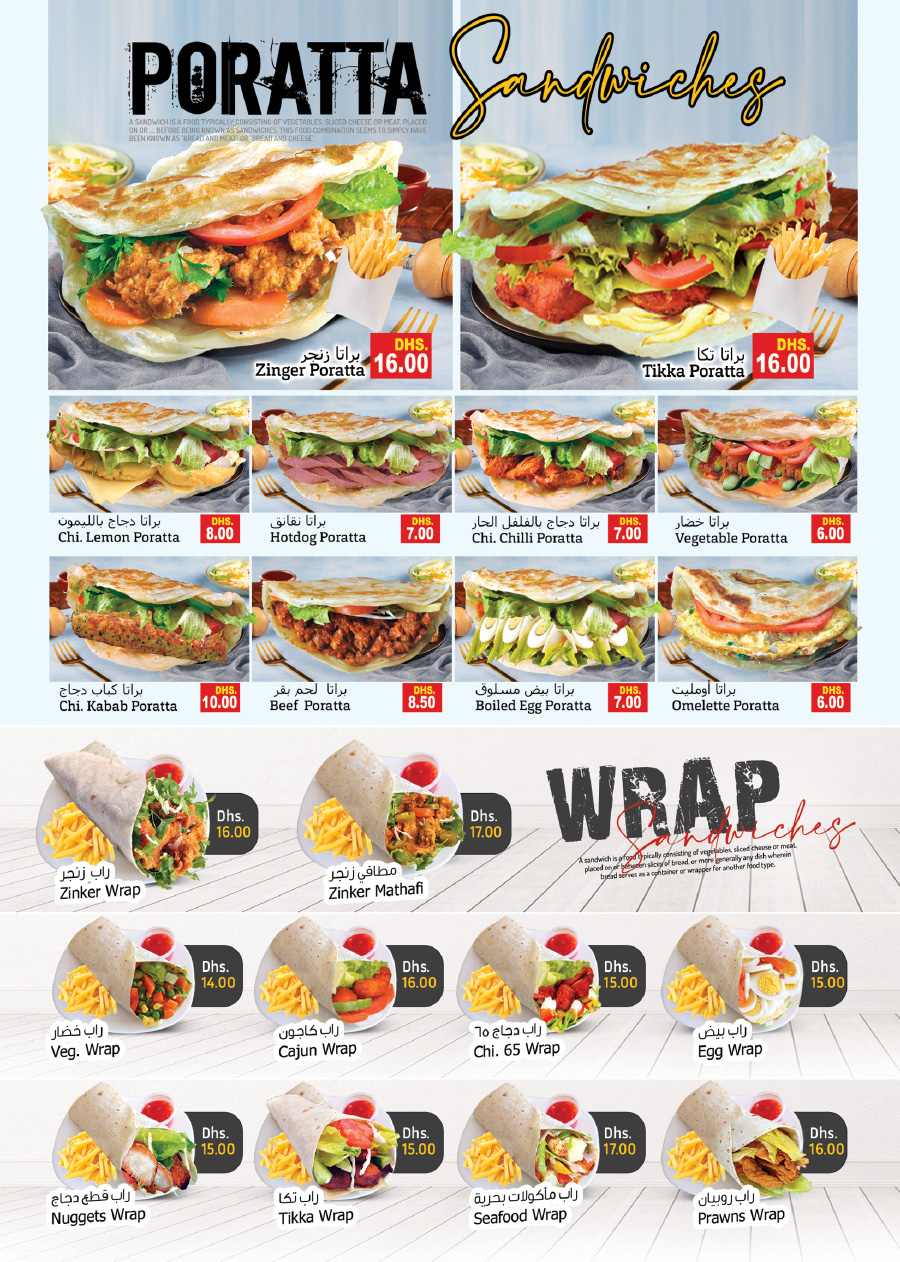 PORATTA Sandwiches
A SANDWICH IS A FOOD TYPICALLY CONSISTING OF VEGETABLES, SLICED CHEESE OR MEAT, PLACED
ON OR ... BEFORE BEING KNOWN AS SANDWICHES, THIS FOOD COMBINATION SEEMS TO SIMPLY HAVE
BEEN KNOWN AS "BREAD AND MEAT" OR "BREAD AND CHEESE".
براتا زنجر
Zinger Poratta
DHS.
16.00
براتا تكا
Tikka Poratta
DHS.
16.00
براتا دجاج بالليمون
Chi. Lemon Poratta
DHS.
8.00
براتا نقانق
Hotdog Poratta
DHS.
7.00
براتا دجاج بالفلفل الحار
Chi. Chilli Poratta
DHS.
7.00
براتا خضار
Vegetable Poratta
DHS.
6.00
براتا كباب دجاج
Chi. Kabab Poratta
DHS.
10.00
براتا لحم بقر
Beef Poratta
DHS.
8.50
براتا بيض مسلوق
Boiled Egg Poratta
DHS.
7.00
براتا أومليت
Omelette Poratta
DHS.
6.00
WRAP
Sandwiches
A sandwich is a food typically consisting of vegetables, sliced cheese or meat,
placed on or between slices of bread, or more generally any dish wherein
bread serves as a container or wrapper for another food type.
Dhs.
16.00
راب زنجر
Zinker Wrap
Dhs.
17.00
مطافي زنجر
Zinker Mathafi
Dhs.
14.00
راب خضار
Veg. Wrap
Dhs.
16.00
راب كاجون
Cajun Wrap
Dhs.
15.00
راب دجاج ٦٥
Chi. 65 Wrap
Dhs.
15.00
راب بيض
Egg Wrap
Dhs.
15.00
راب قطع دجاج
Nuggets Wrap
Dhs.
15.00
راب تكا
Tikka Wrap
Dhs.
17.00
راب مأكولات بحرية
Seafood Wrap
Dhs.
16.00
راب روبيان
Prawns Wrap